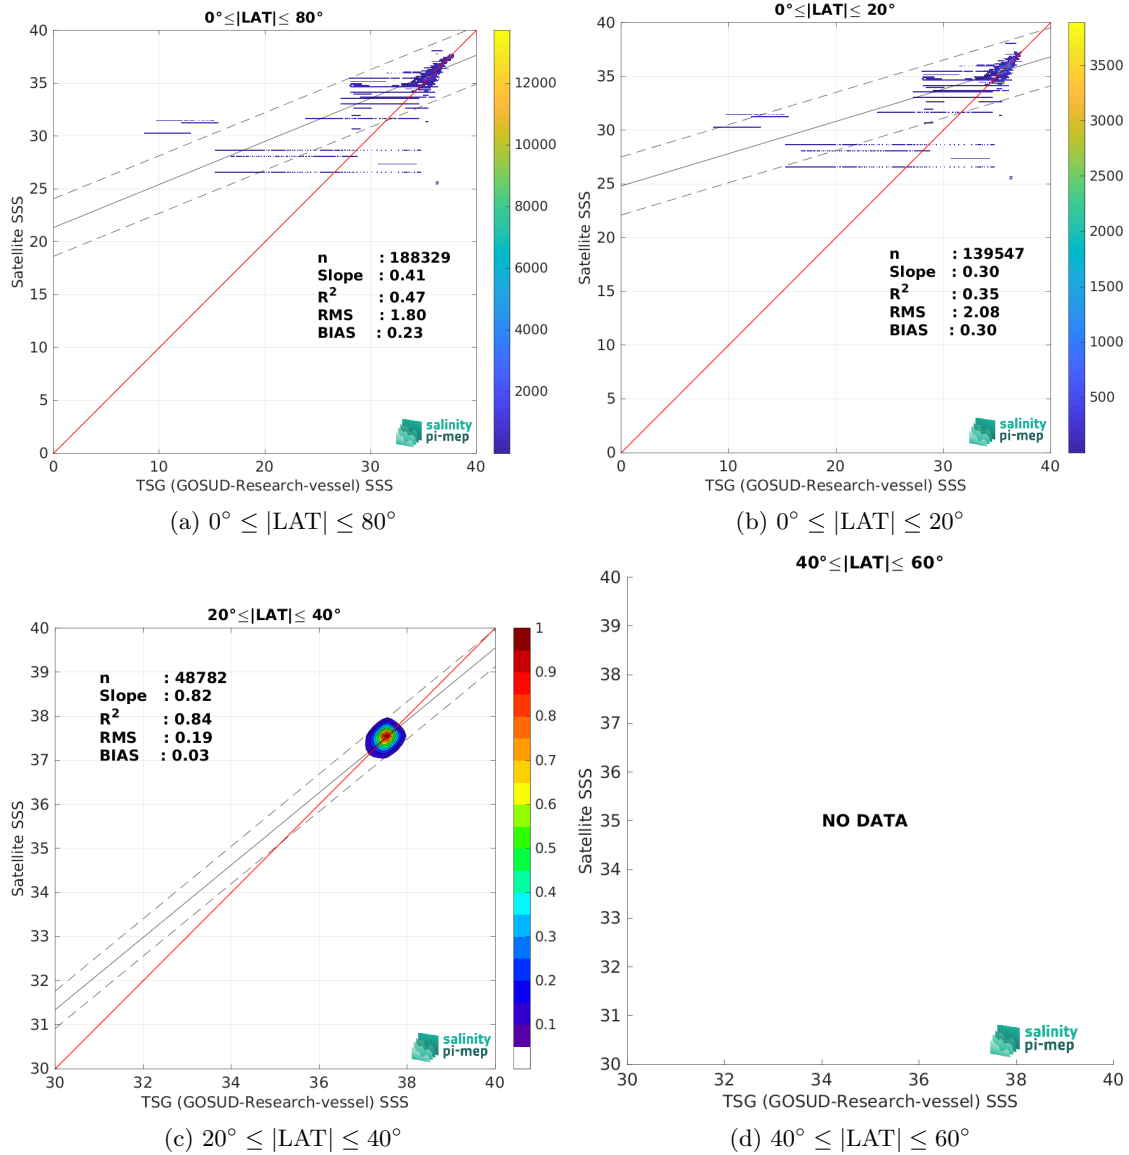 0°≤|LAT|≤ 80°
40
35
30
25
20
15
10
5
0
Satellite SSS
n : 188329
Slope : 0.41
R² : 0.47
RMS : 1.80
BIAS : 0.23
salinity
pi-mep
0 10 20 30 40
TSG (GOSUD-Research-vessel) SSS
12000
10000
8000
6000
4000
2000
(a) 0° ≤ |LAT| ≤ 80°
0°≤|LAT|≤ 20°
40
35
30
25
20
15
10
5
0
Satellite SSS
n : 139547
Slope : 0.30
R² : 0.35
RMS : 2.08
BIAS : 0.30
salinity
pi-mep
0 10 20 30 40
TSG (GOSUD-Research-vessel) SSS
3500
3000
2500
2000
1500
1000
500
(b) 0° ≤ |LAT| ≤ 20°
20°≤|LAT|≤ 40°
40
39
38
37
36
35
34
33
32
31
30
Satellite SSS
n : 48782
Slope : 0.82
R² : 0.84
RMS : 0.19
BIAS : 0.03
salinity
pi-mep
30 32 34 36 38 40
TSG (GOSUD-Research-vessel) SSS
1
0.9
0.8
0.7
0.6
0.5
0.4
0.3
0.2
0.1
(c) 20° ≤ |LAT| ≤ 40°
40°≤|LAT|≤ 60°
40
39
38
37
36
35
34
33
32
31
30
Satellite SSS
NO DATA
salinity
pi-mep
30 32 34 36 38 40
TSG (GOSUD-Research-vessel) SSS
(d) 40° ≤ |LAT| ≤ 60°